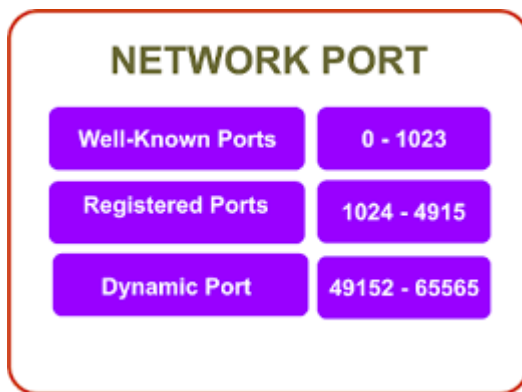 NETWORK PORT
Well-Known Ports 0 - 1023
Registered Ports 1024 - 4915
Dynamic Port 49152 - 65565